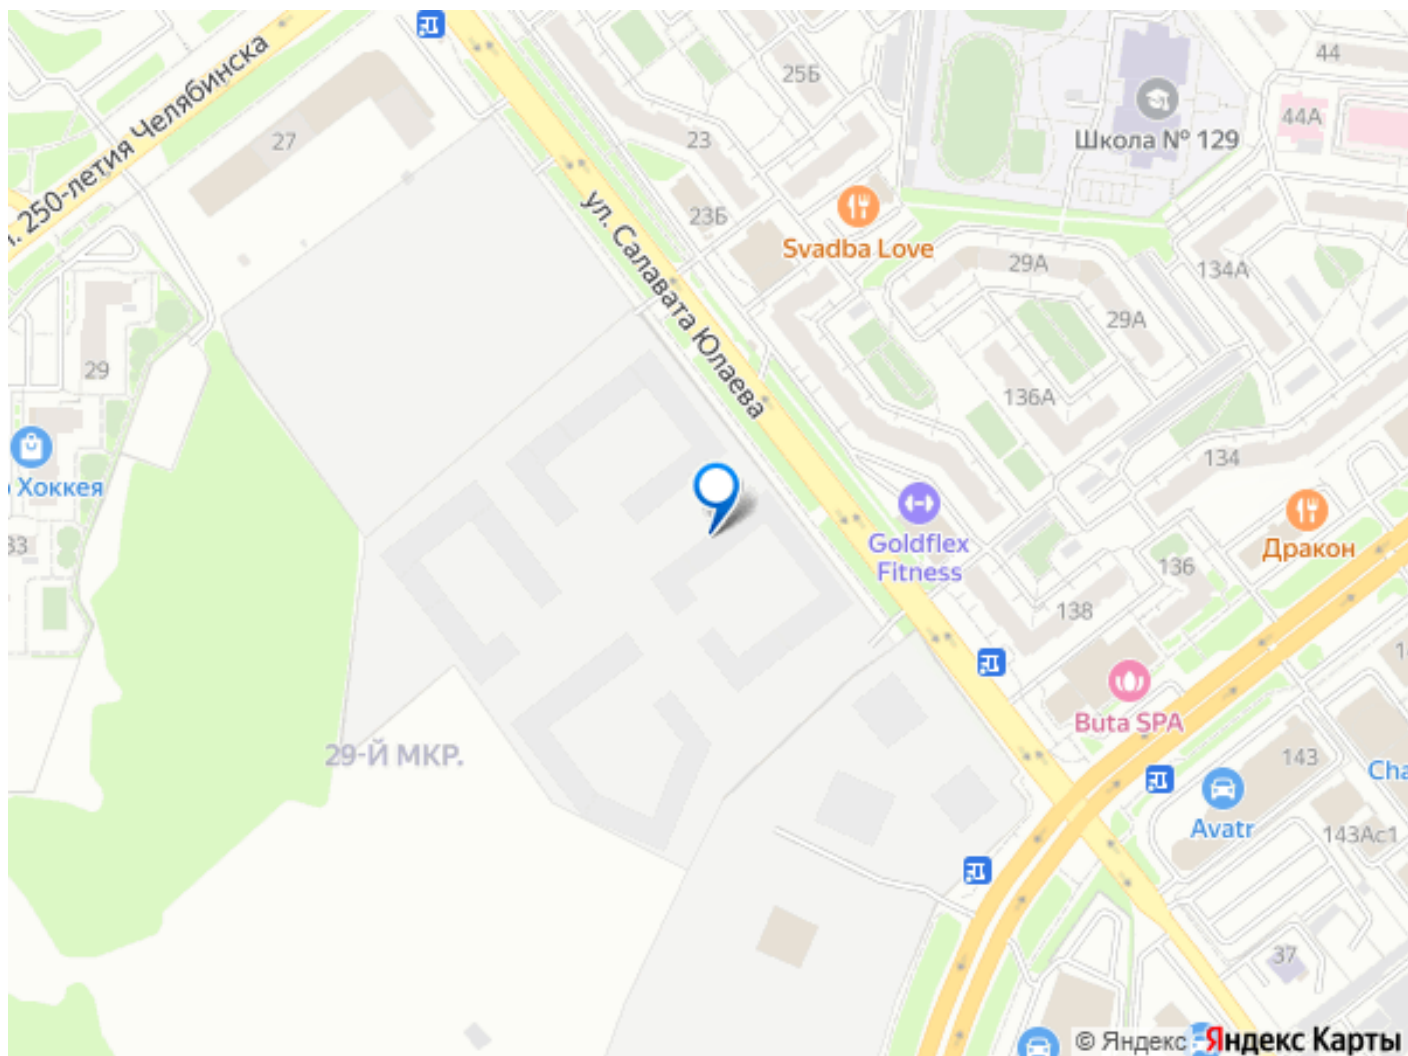 250-летия Челябинска
27
25Б
44
44А
Школа № 129
23
23Б
ул. Салавата Юлаева
Svadba Love
29А
134А
29А
29
136А
134
Хоккея
33
Goldflex
Fitness
Дракон
136
138
Buta SPA
29-Й МКР.
143
Cha
Avatr
143Ас1
37
© Яндекс Яндекс Карты